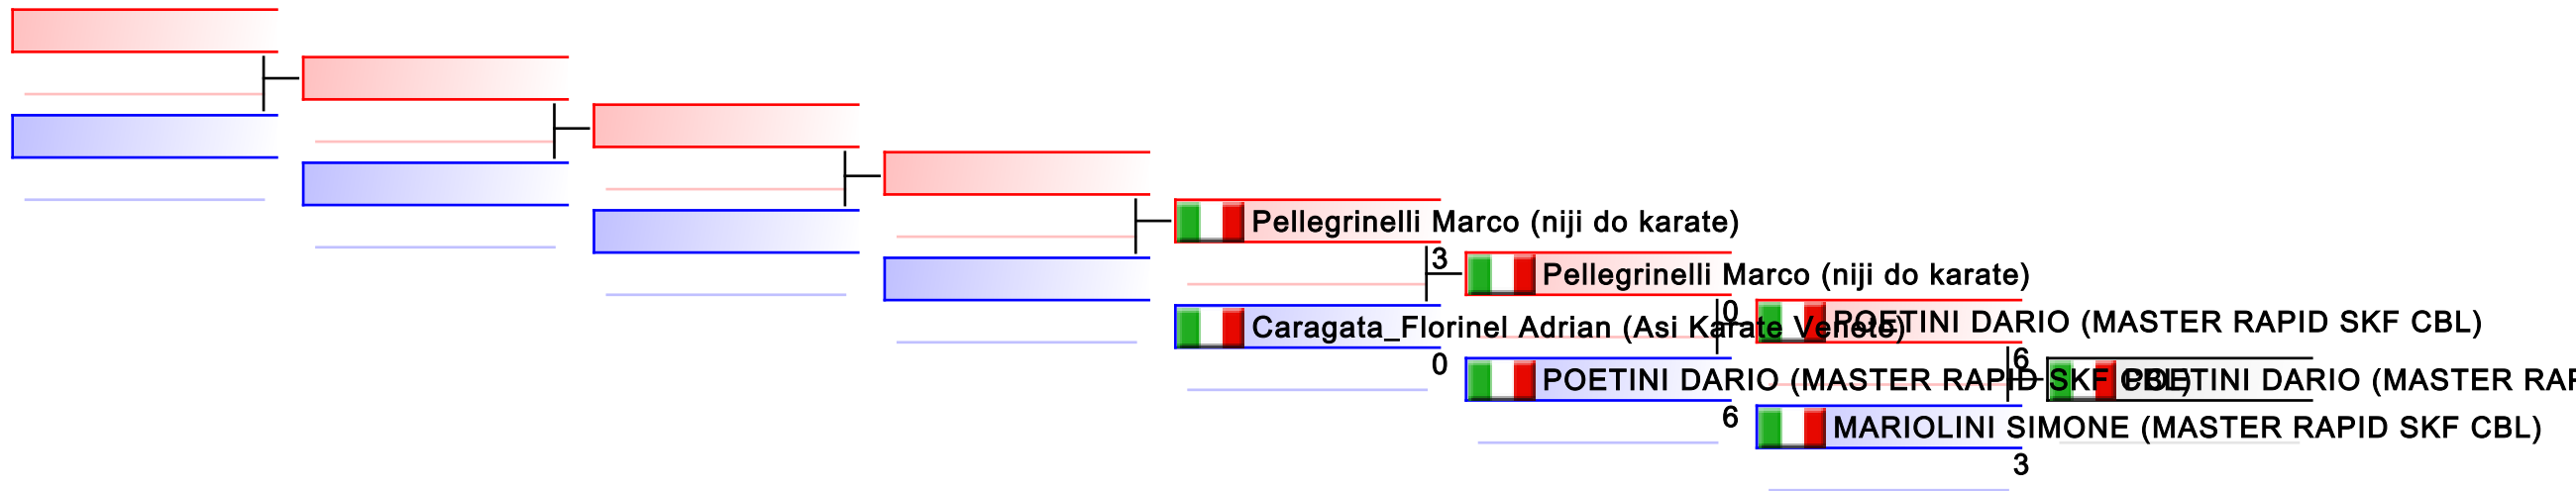 Pellegrinelli Marco (niji do karate)
3
Pellegrinelli Marco (niji do karate)
Caragata_Florinel Adrian (Asi Karate Veneto)
0
0
POETINI DARIO (MASTER RAPID SKF CBL)
6
POETINI DARIO (MASTER RAPID SKF CBL)
6
POETINI DARIO (MASTER RAP
MARIOLINI SIMONE (MASTER RAPID SKF CBL)
3